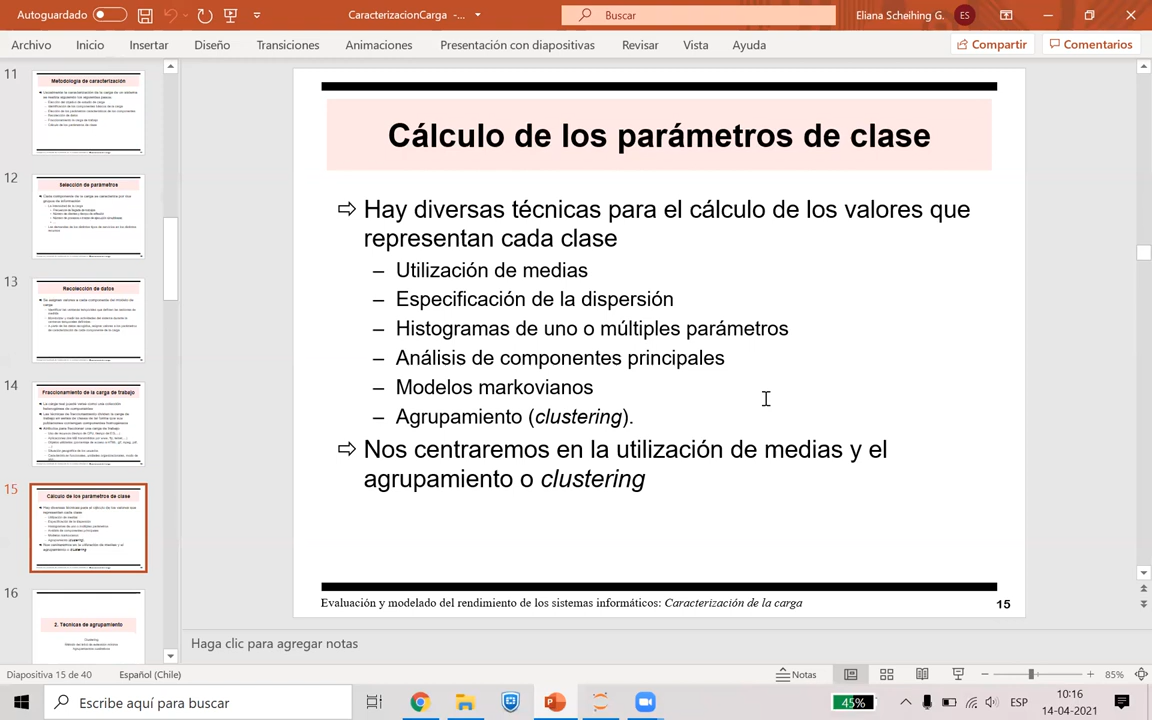 Autoguardado
CaracterizacionCarga -...
Buscar
Eliana Scheihing G.
ES
Archivo
Inicio
Insertar
Diseño
Transiciones
Animaciones
Presentación con diapositivas
Revisar
Vista
Ayuda
Compartir
Comentarios
11
Metodología de caracterización
12
Selección de parámetros
13
Recolección de datos
14
Fraccionamiento de la carga de trabajo
15
Cálculo de los parámetros de clase
16
2. Técnicas de agrupamiento
Cálculo de los parámetros de clase
⇨ Hay diversas técnicas para el cálculo de los valores que
representan cada clase
– Utilización de medias
– Especificación de la dispersión
– Histogramas de uno o múltiples parámetros
– Análisis de componentes principales
– Modelos markovianos
– Agrupamiento (clustering).
⇨ Nos centraremos en la utilización de medias y el
agrupamiento o clustering
Evaluación y modelado del rendimiento de los sistemas informáticos: Caracterización de la carga
15
Haga clic para agregar notas
Diapositiva 15 de 40
Español (Chile)
Notas
85%
Escribe aquí para buscar
45%
ESP
10:16
14-04-2021